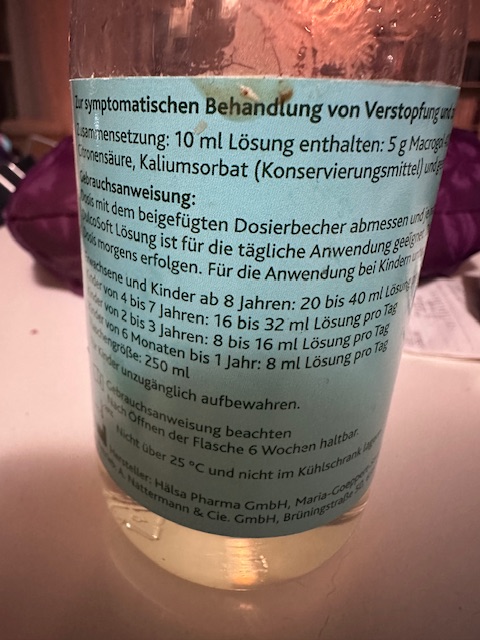 Zur symptomatischen Behandlung von Verstopfung und
Zusammensetzung: 10 ml Lösung enthalten: 5 g Macrogol
Citronensäure, Kaliumsorbat (Konservierungsmittel) und
Gebrauchsanweisung:
Dosis mit dem beigefügten Dosierbecher abmessen und
DulcoSoft Lösung ist für die tägliche Anwendung geeignet
morgens erfolgen. Für die Anwendung bei Kindern
Erwachsene und Kinder ab 8 Jahren: 20 bis 40 ml Lösung
Kinder von 4 bis 7 Jahren: 16 bis 32 ml Lösung pro Tag
Kinder von 2 bis 3 Jahren: 8 bis 16 ml Lösung pro Tag
Kinder von 6 Monaten bis 1 Jahr: 8 ml Lösung pro Tag
Flaschengröße: 250 ml
Für Kinder unzugänglich aufbewahren.
Gebrauchsanweisung beachten
Nach Öffnen der Flasche 6 Wochen haltbar.
Nicht über 25 °C und nicht im Kühlschrank lagern
Hersteller: Hälsa Pharma GmbH, Maria-Goeppert-
A. Nattermann & Cie. GmbH, Brüningstraße 50